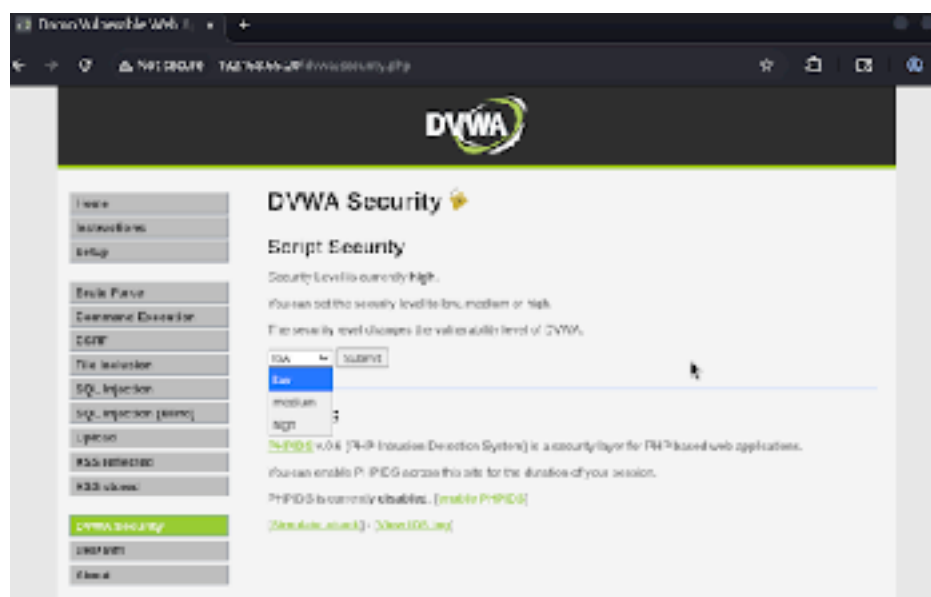 Damn Vulnerable Web
Not secure
DVWA
Home
Instructions
Setup
Brute Force
Command Execution
CSRF
File Inclusion
SQL Injection
SQL Injection (Blind)
Upload
XSS reflected
XSS stored
DVWA Security
PHP Info
About
DVWA Security
Script Security
Security Level is currently high.
You can set the security level to low, medium or high.
The security level changes the vulnerability level of DVWA.
low Submit
low
medium
high
PHPIDS v.0.6 (PHP-Intrusion Detection System) is a security layer for PHP based web applications.
You can enable PHPIDS across this site for the duration of your session.
PHPIDS is currently disabled. [enable PHPIDS]
[Simulate attack] - [View IDS log]